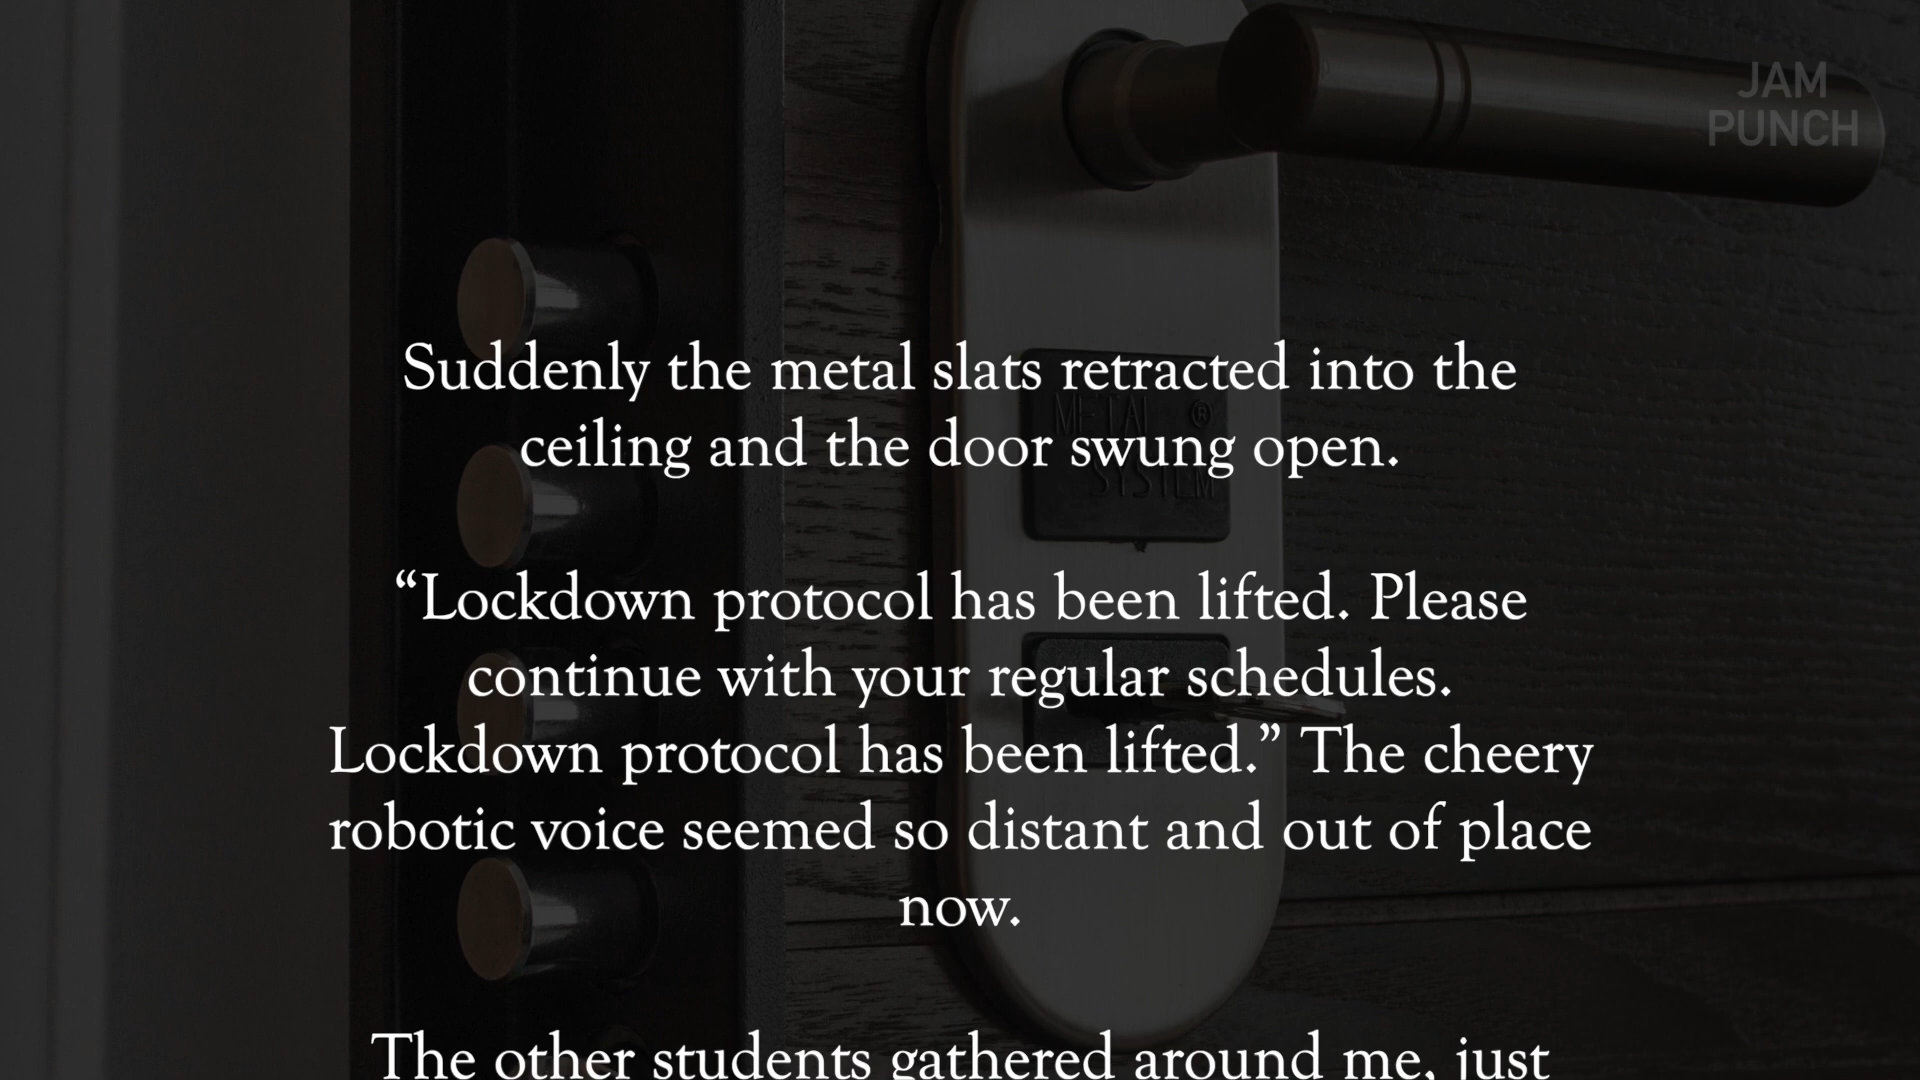 JAM
PUNCH
METAL ®
SYSTEM
Suddenly the metal slats retracted into the
ceiling and the door swung open.
“Lockdown protocol has been lifted. Please
continue with your regular schedules.
Lockdown protocol has been lifted.” The cheery
robotic voice seemed so distant and out of place
now.
The other students gathered around me, just